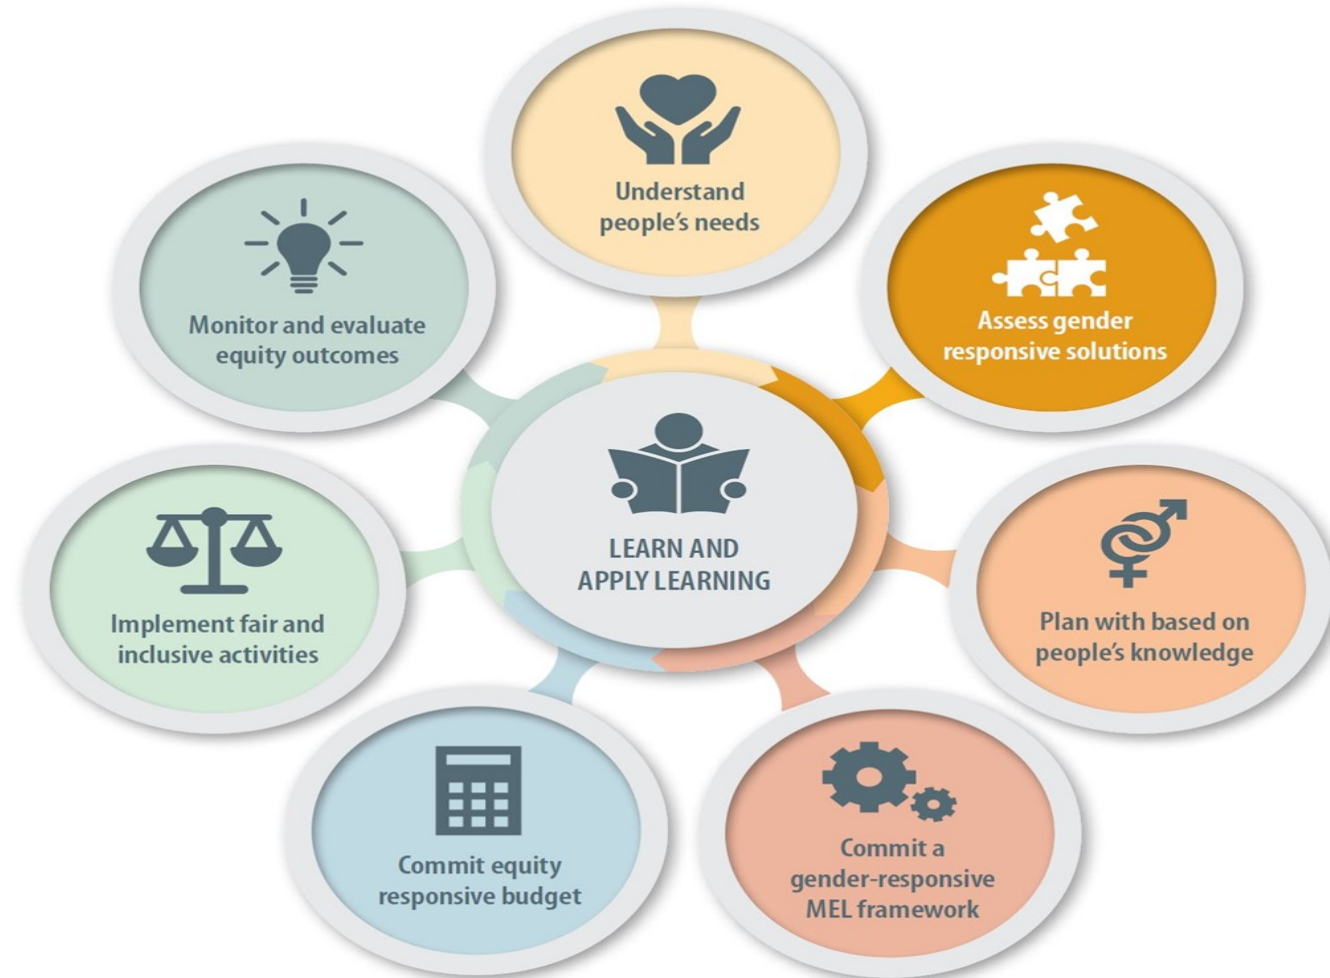 Understand
people's needs
Assess gender
responsive solutions
Plan with based on
people's knowledge
Commit a
gender-responsive
MEL framework
Commit equity
responsive budget
Implement fair and
inclusive activities
Monitor and evaluate
equity outcomes
LEARN AND
APPLY LEARNING